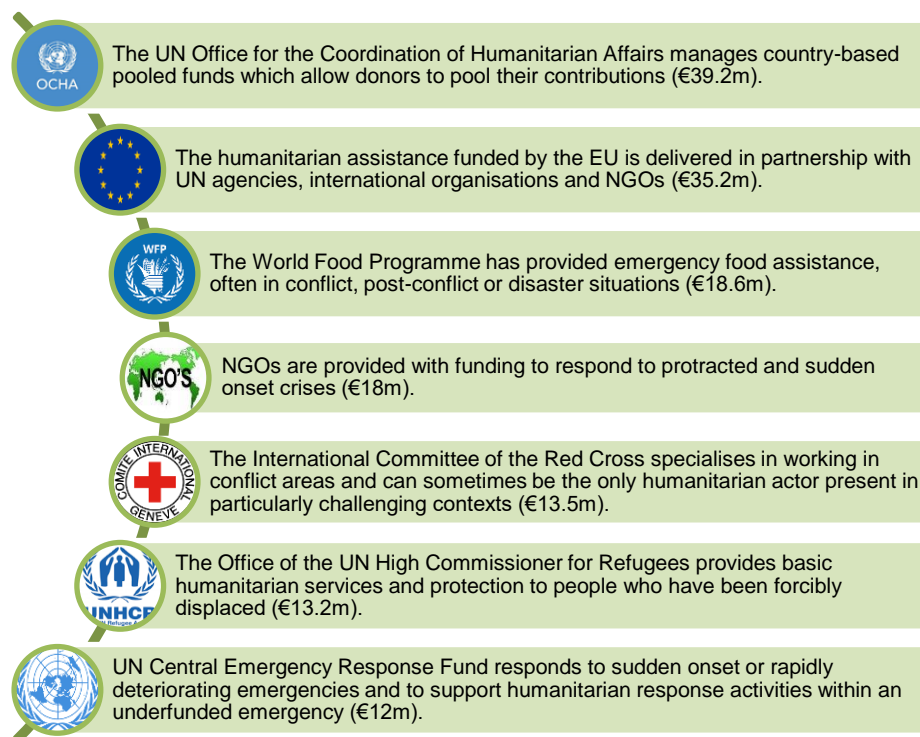 The UN Office for the Coordination of Humanitarian Affairs manages country-based
pooled funds which allow donors to pool their contributions (€39.2m).
OCHA
The humanitarian assistance funded by the EU is delivered in partnership with
UN agencies, international organisations and NGOs (€35.2m).
WFP
The World Food Programme has provided emergency food assistance,
often in conflict, post-conflict or disaster situations (€18.6m).
NGO'S
NGOs are provided with funding to respond to protracted and sudden
onset crises (€18m).
COMITE INTERNATIONAL
GENEVE
The International Committee of the Red Cross specialises in working in
conflict areas and can sometimes be the only humanitarian actor present in
particularly challenging contexts (€13.5m).
UNHCR
The Office of the UN High Commissioner for Refugees provides basic
humanitarian services and protection to people who have been forcibly
displaced (€13.2m).
UN Central Emergency Response Fund responds to sudden onset or rapidly
deteriorating emergencies and to support humanitarian response activities within an
underfunded emergency (€12m).